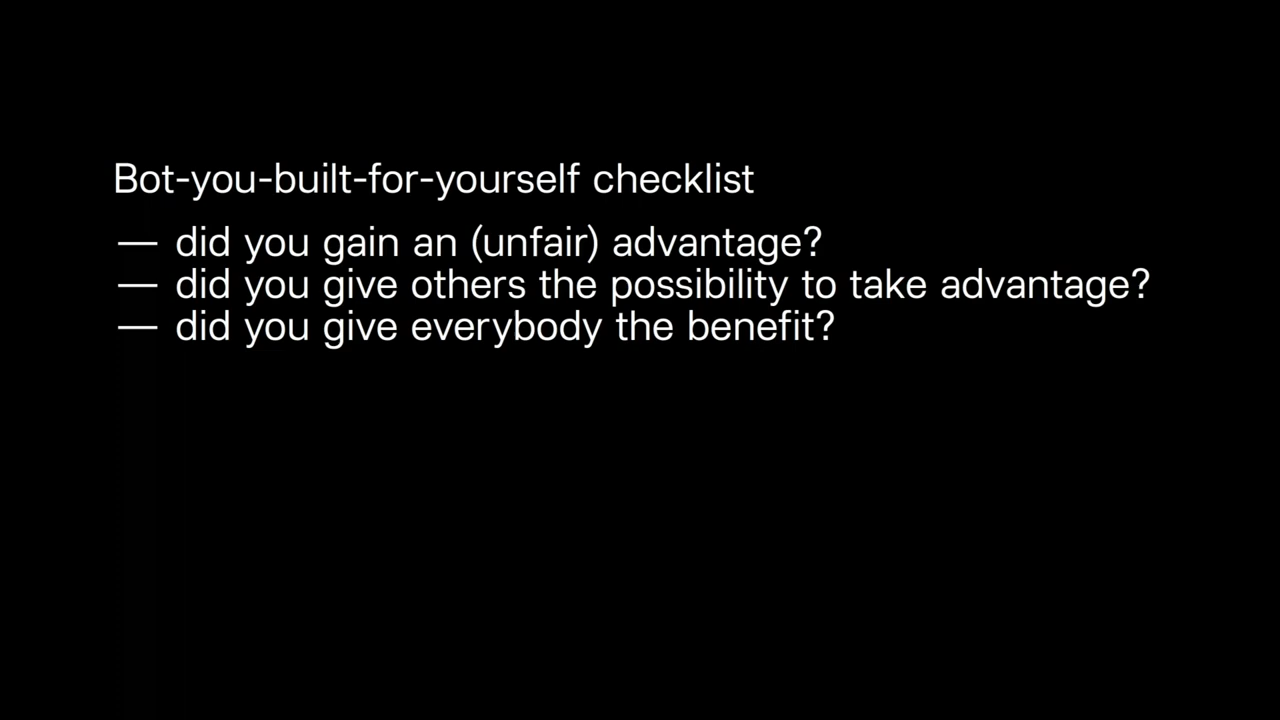 Bot-you-built-for-yourself checklist
— did you gain an (unfair) advantage?
— did you give others the possibility to take advantage?
— did you give everybody the benefit?